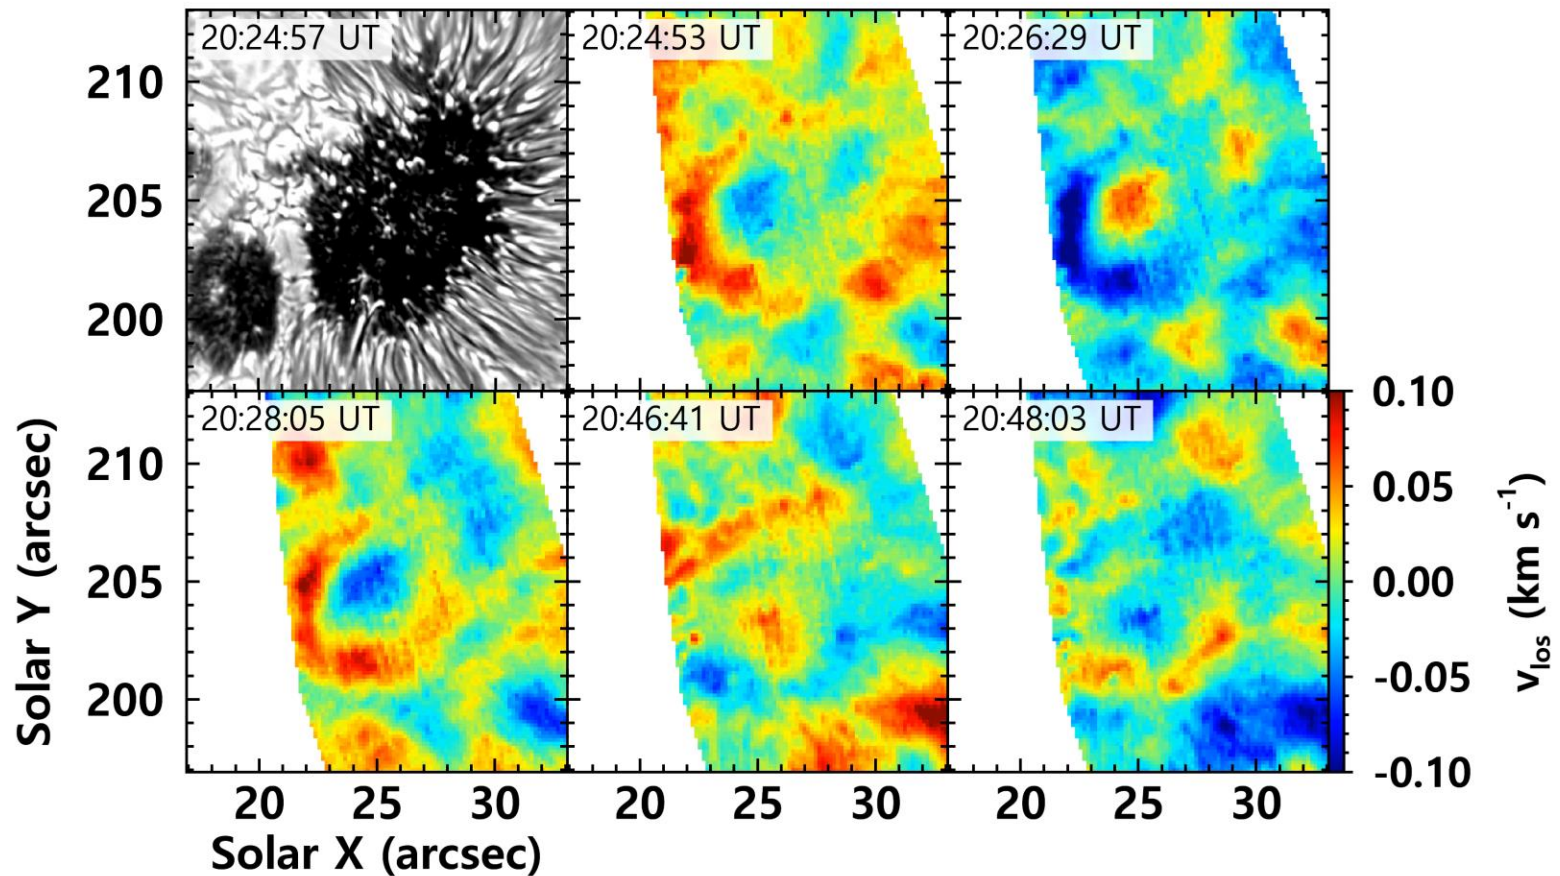 20:24:57 UT
20:24:53 UT
20:26:29 UT
210
205
200
20:28:05 UT
20:46:41 UT
20:48:03 UT
210
205
200
Solar Y (arcsec)
0.10
0.05
0.00
-0.05
-0.10
v_los (km s^-1)
20 25 30 20 25 30 20 25 30
Solar X (arcsec)